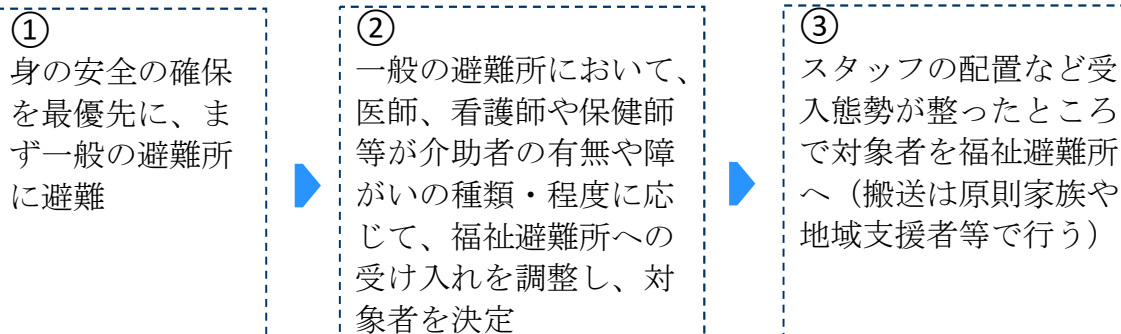 ①
身の安全の確保
を最優先に、ま
ず一般の避難所
に避難
②
一般の避難所において、
医師、看護師や保健師
等が介助者の有無や障
がいの種類・程度に応
じて、福祉避難所への
受け入れを調整し、対
象者を決定
③
スタッフの配置など受
入態勢が整ったところ
で対象者を福祉避難所
へ（搬送は原則家族や
地域支援者等で行う）